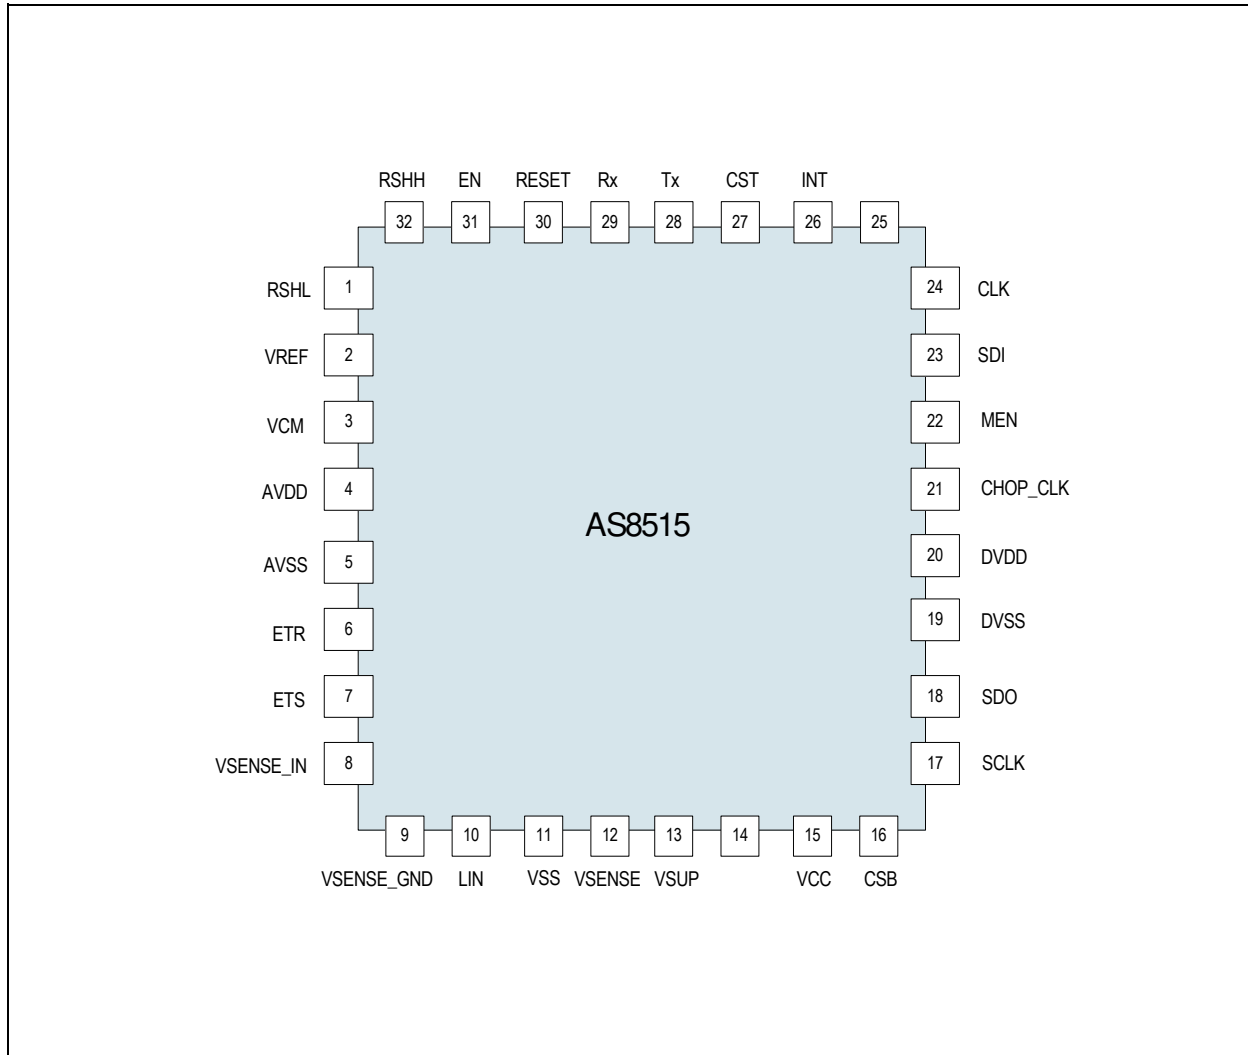 RSHH EN RESET Rx Tx CST INT
32 31 30 29 28 27 26 25
RSHL 1 24 CLK
VREF 2 23 SDI
VCM 3 22 MEN
AVDD 4 21 CHOP_CLK
AS8515
AVSS 5 20 DVDD
ETR 6 19 DVSS
ETS 7 18 SDO
VSENSE_IN 8 17 SCLK
9 10 11 12 13 14 15 16
VSENSE_GND LIN VSS VSENSE VSUP VCC CSB